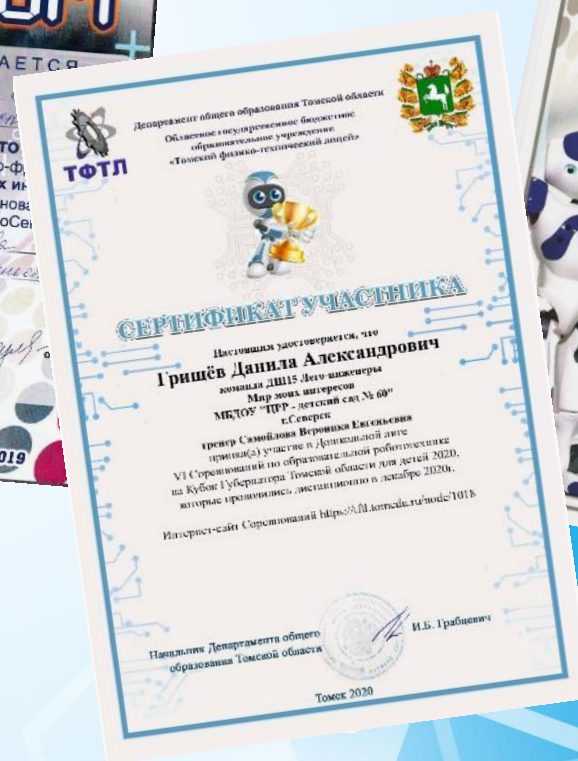 АЕТСЯ
2019
ТФТЛ
Департамент общего образования Томской области
Областное государственное бюджетное
образовательное учреждение
«Томский физико-технический лицей»
СЕРТИФИКАТ УЧАСТНИКА
Настоящим удостоверяется, что
Грищёв Данила Александрович
команда ДШ15 Лего-инженеры
Мир моих интересов
МБДОУ "ЦРР - детский сад № 60"
г.Северск
тренер Самойлова Вероника Евгеньевна
принял(а) участие в Дошкольной лиге
VI Соревнований по образовательной робототехнике
на Кубок Губернатора Томской области для детей 2020,
которые проводились дистанционно в декабре 2020г.
Интернет-сайт Соревнований https://tftl.tomedu.ru/node/1018
Начальник Департамента общего
образования Томской области
И.Б. Грабцевич
Томск 2020